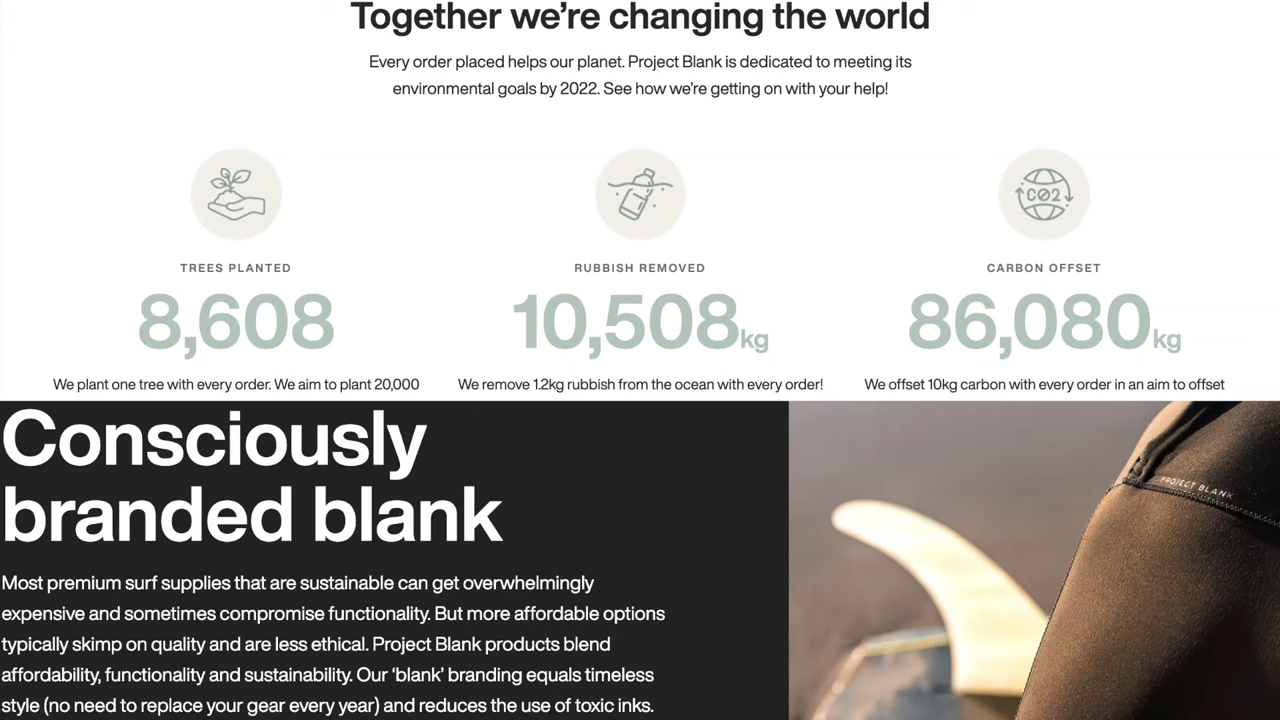 Together we’re changing the world
Every order placed helps our planet. Project Blank is dedicated to meeting its
environmental goals by 2022. See how we’re getting on with your help!
CO2
TREES PLANTED
RUBBISH REMOVED
CARBON OFFSET
8,608
10,508kg
86,080kg
We plant one tree with every order. We aim to plant 20,000
We remove 1.2kg rubbish from the ocean with every order!
We offset 10kg carbon with every order in an aim to offset
Consciously
branded blank
Most premium surf supplies that are sustainable can get overwhelmingly
expensive and sometimes compromise functionality. But more affordable options
typically skimp on quality and are less ethical. Project Blank products blend
affordability, functionality and sustainability. Our ‘blank’ branding equals timeless
style (no need to replace your gear every year) and reduces the use of toxic inks.
PROJECT BLANK